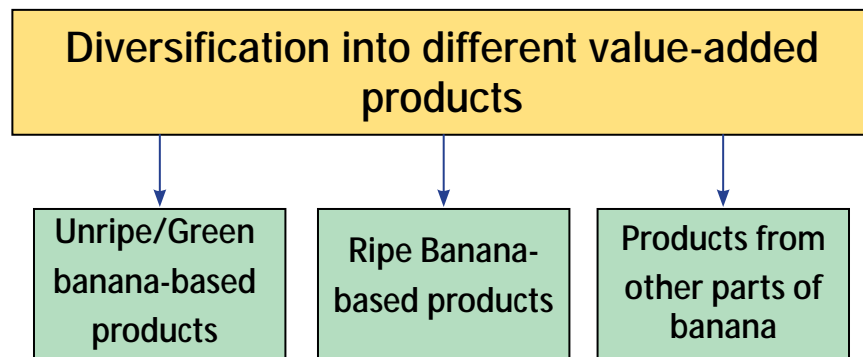 Diversification into different value-added
products
Unripe/Green
banana-based
products
Ripe Banana-
based products
Products from
other parts of
banana